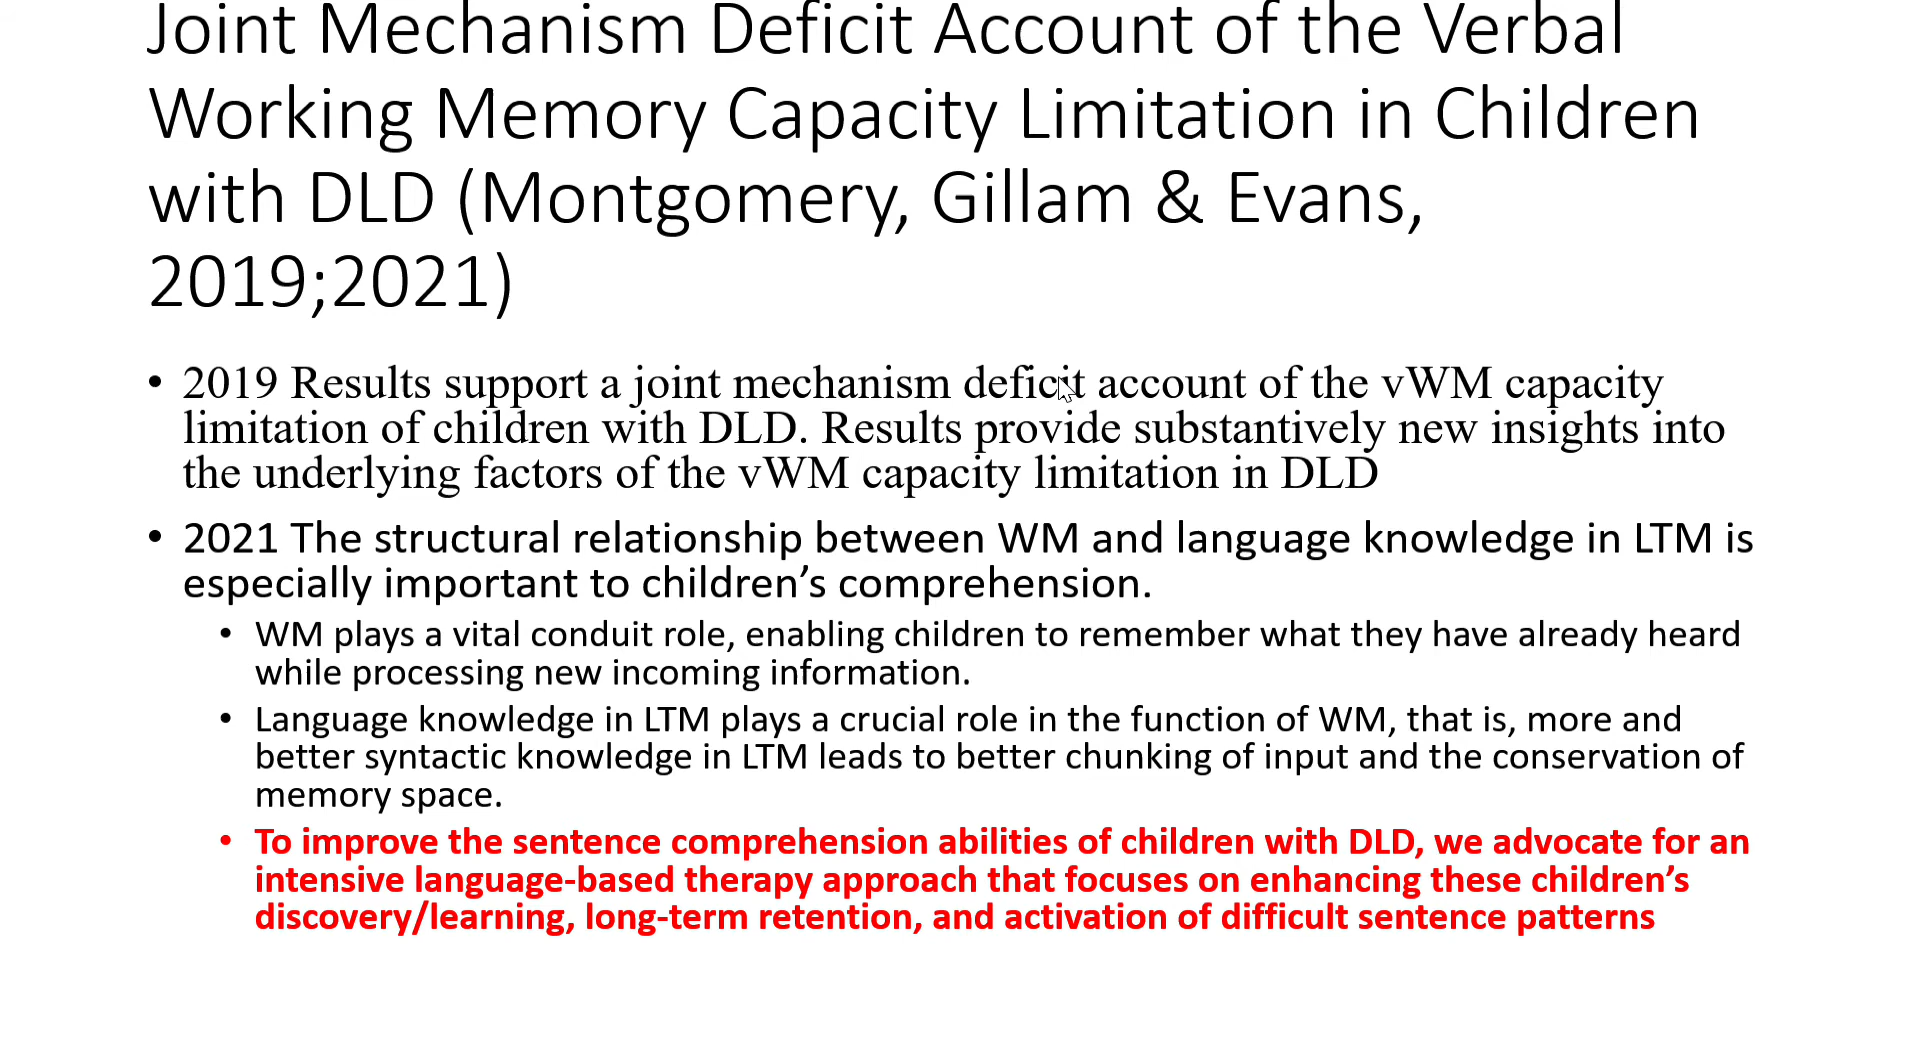 Joint Mechanism Deficit Account of the Verbal
Working Memory Capacity Limitation in Children
with DLD (Montgomery, Gillam & Evans,
2019;2021)
• 2019 Results support a joint mechanism deficit account of the vWM capacity
limitation of children with DLD. Results provide substantively new insights into
the underlying factors of the vWM capacity limitation in DLD
• 2021 The structural relationship between WM and language knowledge in LTM is
especially important to children’s comprehension.
• WM plays a vital conduit role, enabling children to remember what they have already heard
while processing new incoming information.
• Language knowledge in LTM plays a crucial role in the function of WM, that is, more and
better syntactic knowledge in LTM leads to better chunking of input and the conservation of
memory space.
• To improve the sentence comprehension abilities of children with DLD, we advocate for an
intensive language-based therapy approach that focuses on enhancing these children’s
discovery/learning, long-term retention, and activation of difficult sentence patterns